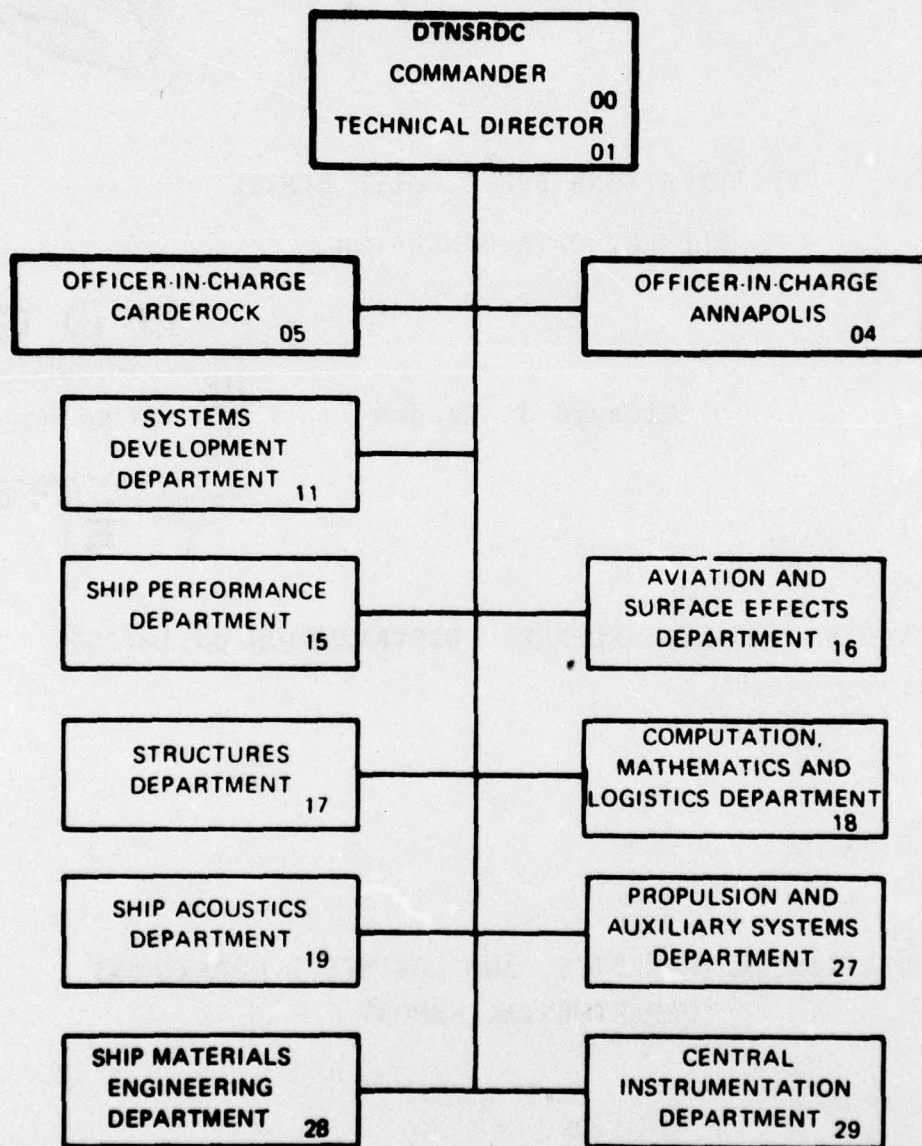 DTNSRDC
COMMANDER
00
TECHNICAL DIRECTOR
01
OFFICER-IN-CHARGE
CARDEROCK
05
OFFICER-IN-CHARGE
ANNAPOLIS
04
SYSTEMS
DEVELOPMENT
DEPARTMENT
11
SHIP PERFORMANCE
DEPARTMENT
15
AVIATION AND
SURFACE EFFECTS
DEPARTMENT
16
STRUCTURES
DEPARTMENT
17
COMPUTATION,
MATHEMATICS AND
LOGISTICS DEPARTMENT
18
SHIP ACOUSTICS
DEPARTMENT
19
PROPULSION AND
AUXILIARY SYSTEMS
DEPARTMENT
27
SHIP MATERIALS
ENGINEERING
DEPARTMENT
28
CENTRAL
INSTRUMENTATION
DEPARTMENT
29